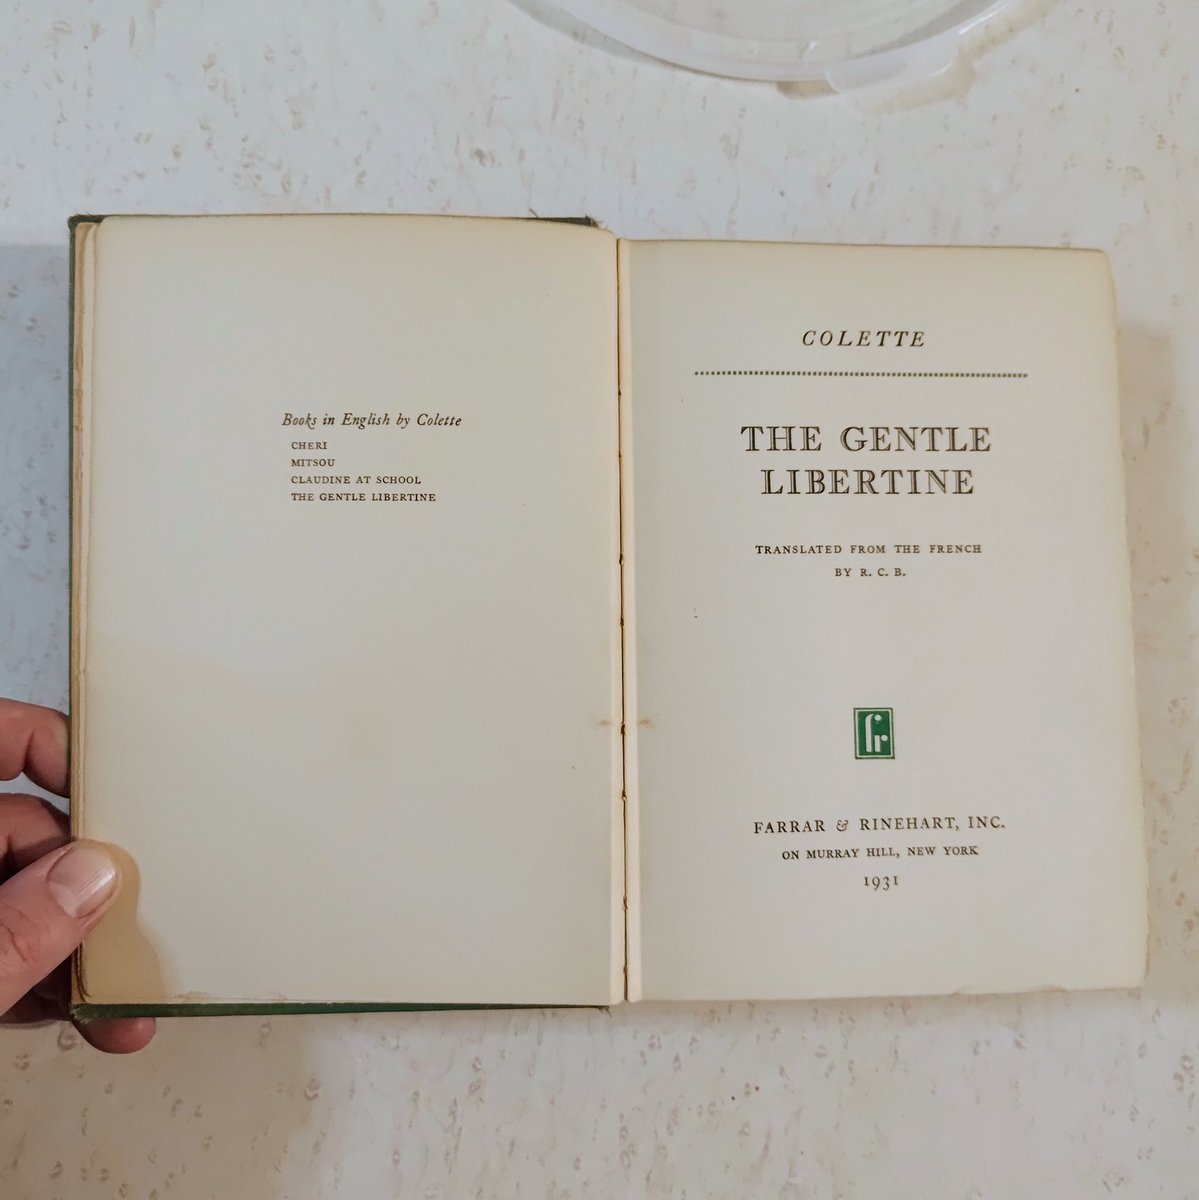 Books in English by Colette
CHERI
MITSOU
CLAUDINE AT SCHOOL
THE GENTLE LIBERTINE
COLETTE
THE GENTLE
LIBERTINE
TRANSLATED FROM THE FRENCH
BY R. C. B.
fr
FARRAR & RINEHART, INC.
ON MURRAY HILL, NEW YORK
1931